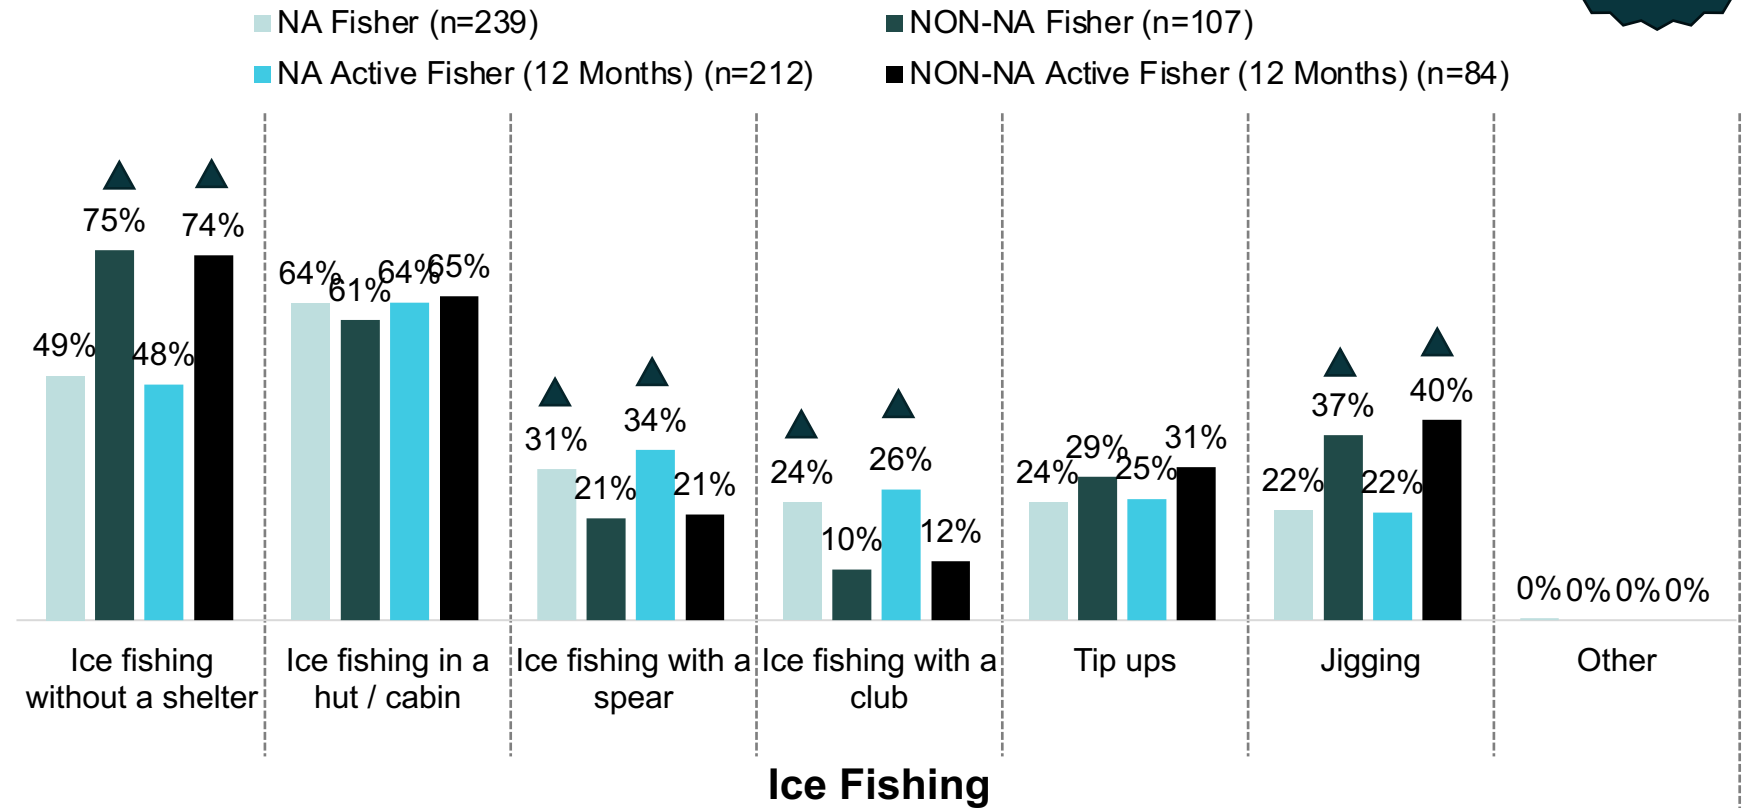 NA Fisher (n=239) NON-NA Fisher (n=107)
NA Active Fisher (12 Months) (n=212) NON-NA Active Fisher (12 Months) (n=84)
49% 75% 48% 74%
64% 61% 64% 65%
31% 21% 34% 21%
24% 10% 26% 12%
24% 29% 25% 31%
22% 37% 22% 40%
0% 0% 0% 0%
Ice fishing
without a shelter
Ice fishing in a
hut / cabin
Ice fishing with a
spear
Ice fishing with a
club
Tip ups
Jigging
Other
Ice Fishing